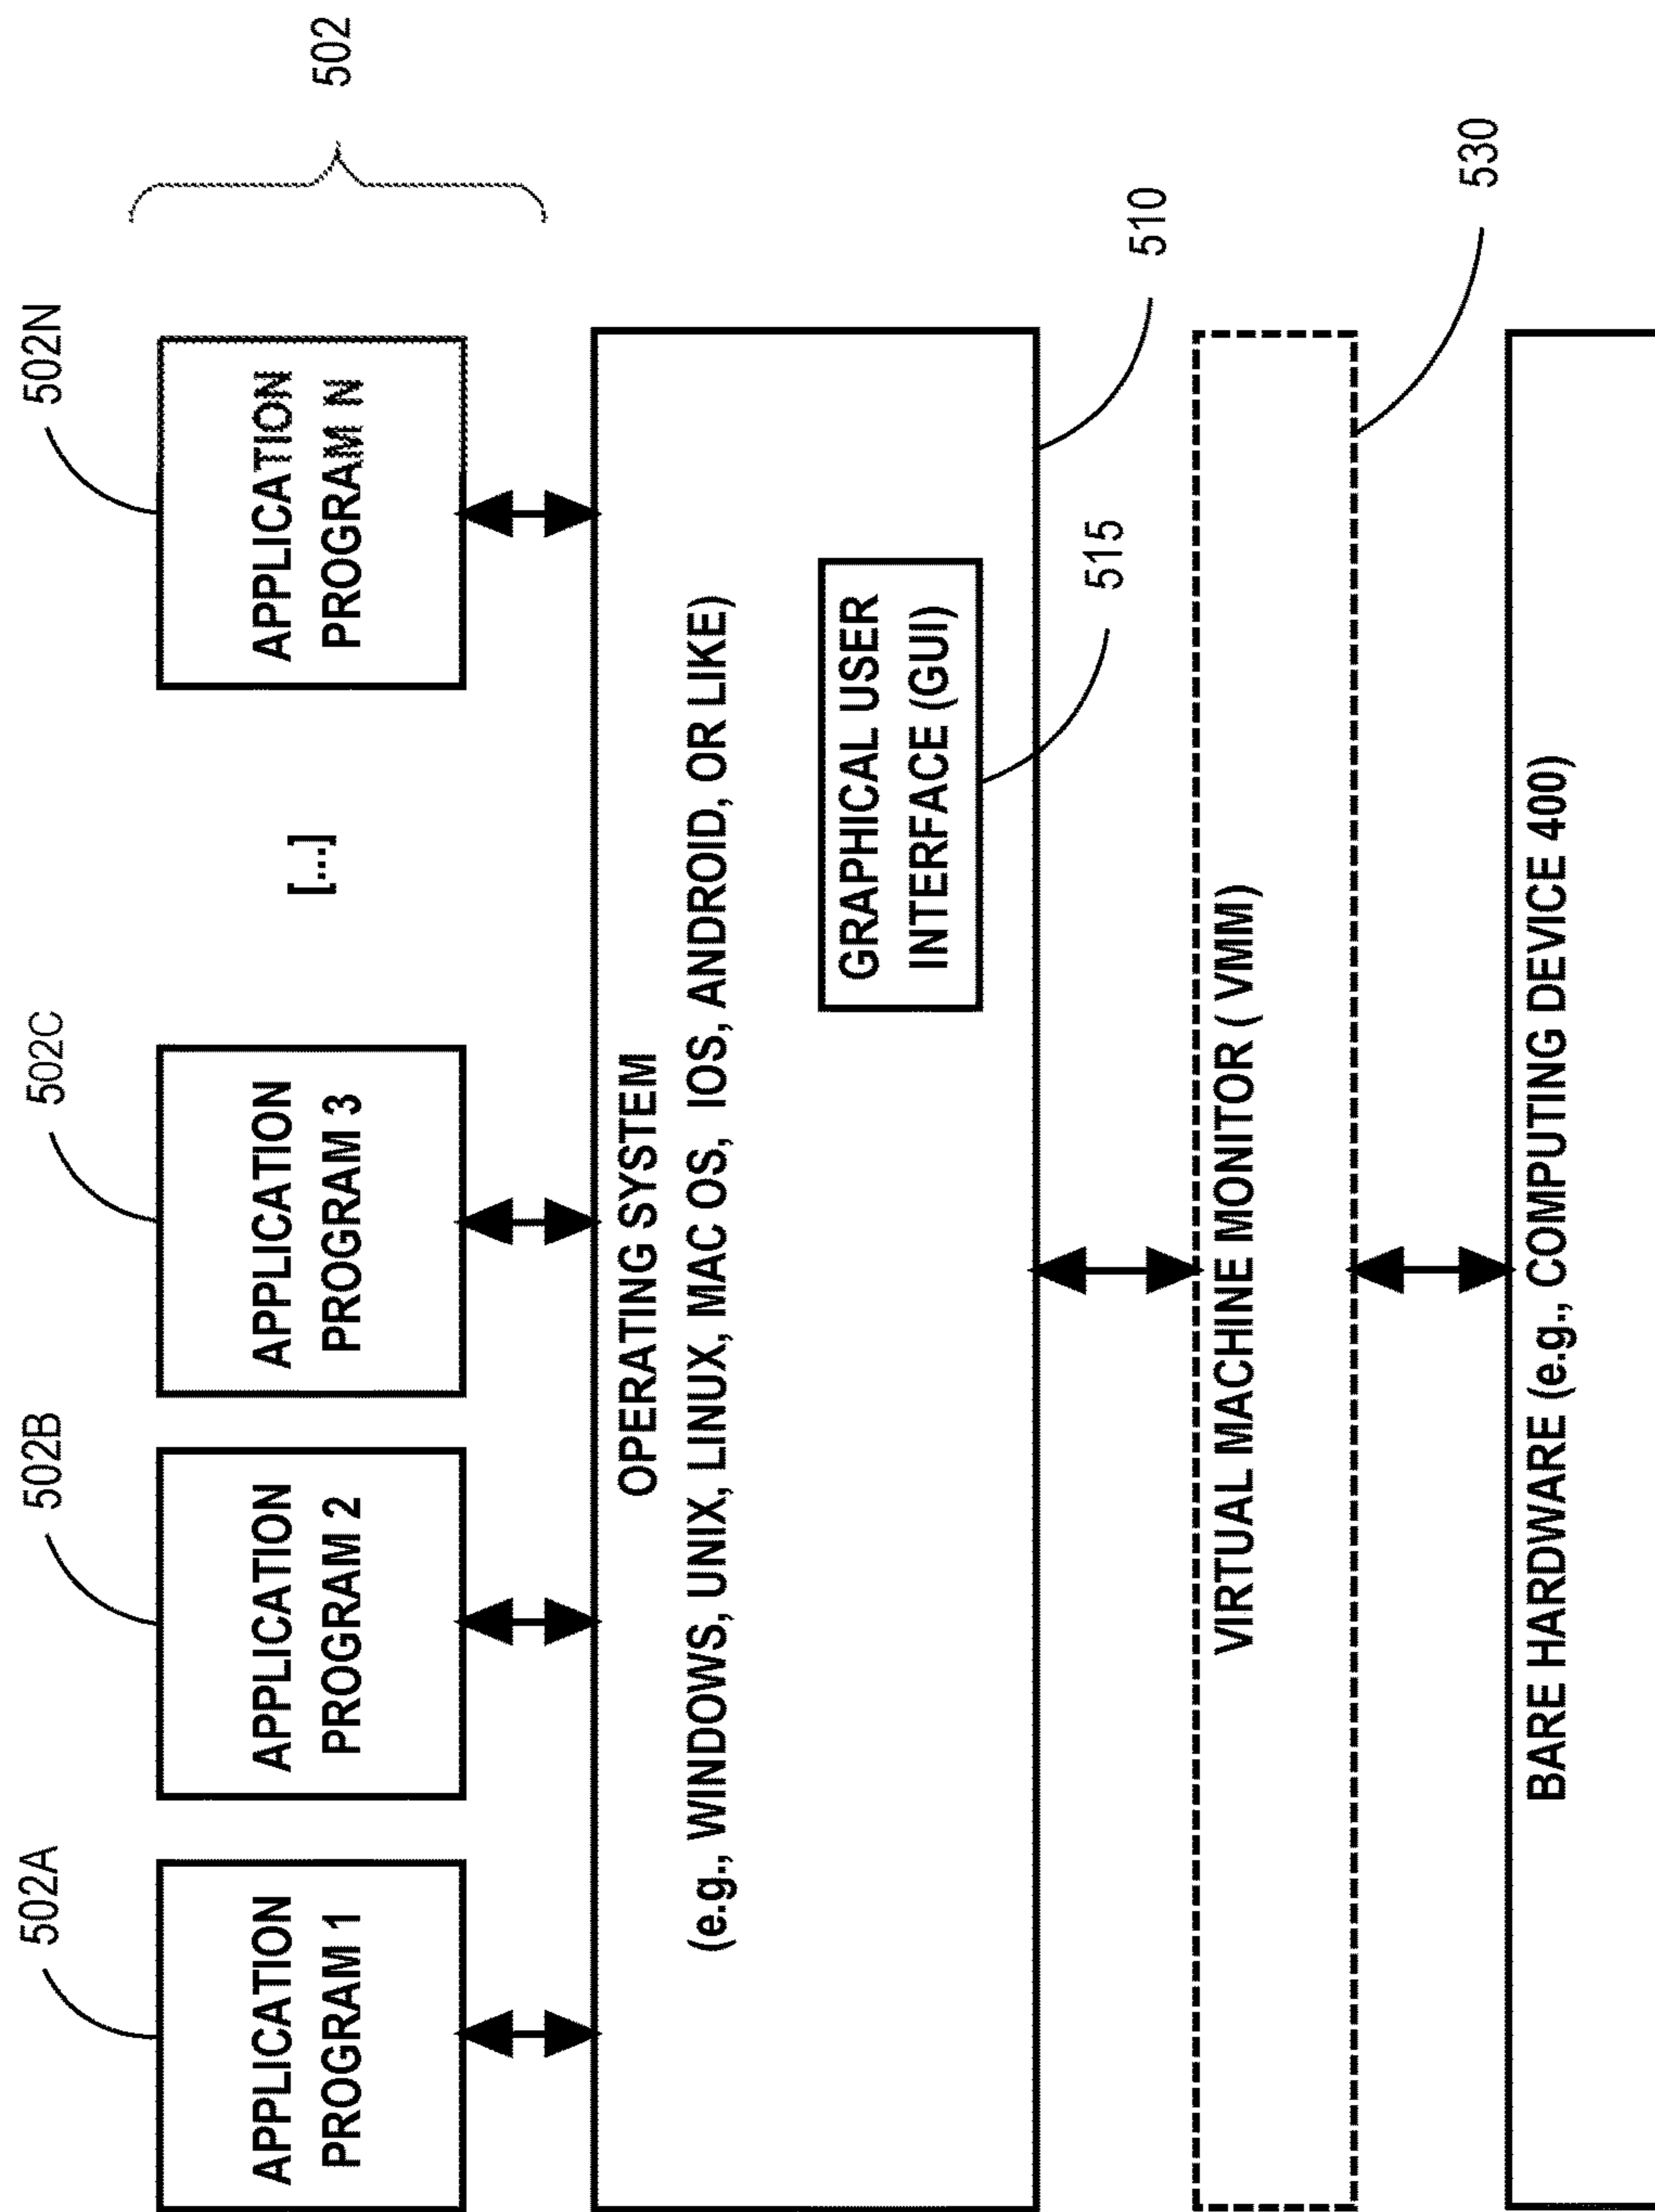 502
502A
502B
502C
502N
APPLICATION
PROGRAM 1
APPLICATION
PROGRAM 2
APPLICATION
PROGRAM 3
[...]
APPLICATION
PROGRAM N
OPERATING SYSTEM
(e.g., WINDOWS, UNIX, LINUX, MAC OS, IOS, ANDROID, OR LIKE)
GRAPHICAL USER
INTERFACE (GUI)
515
510
VIRTUAL MACHINE MONITOR ( VMM)
530
BARE HARDWARE (e.g., COMPUTING DEVICE 400)